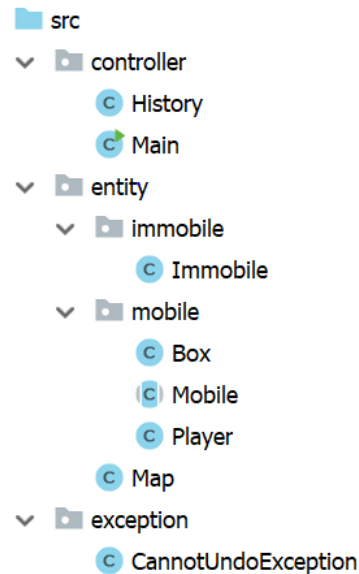 src
controller
History
Main
entity
immobile
Immobile
mobile
Box
Mobile
Player
Map
exception
CannotUndoException